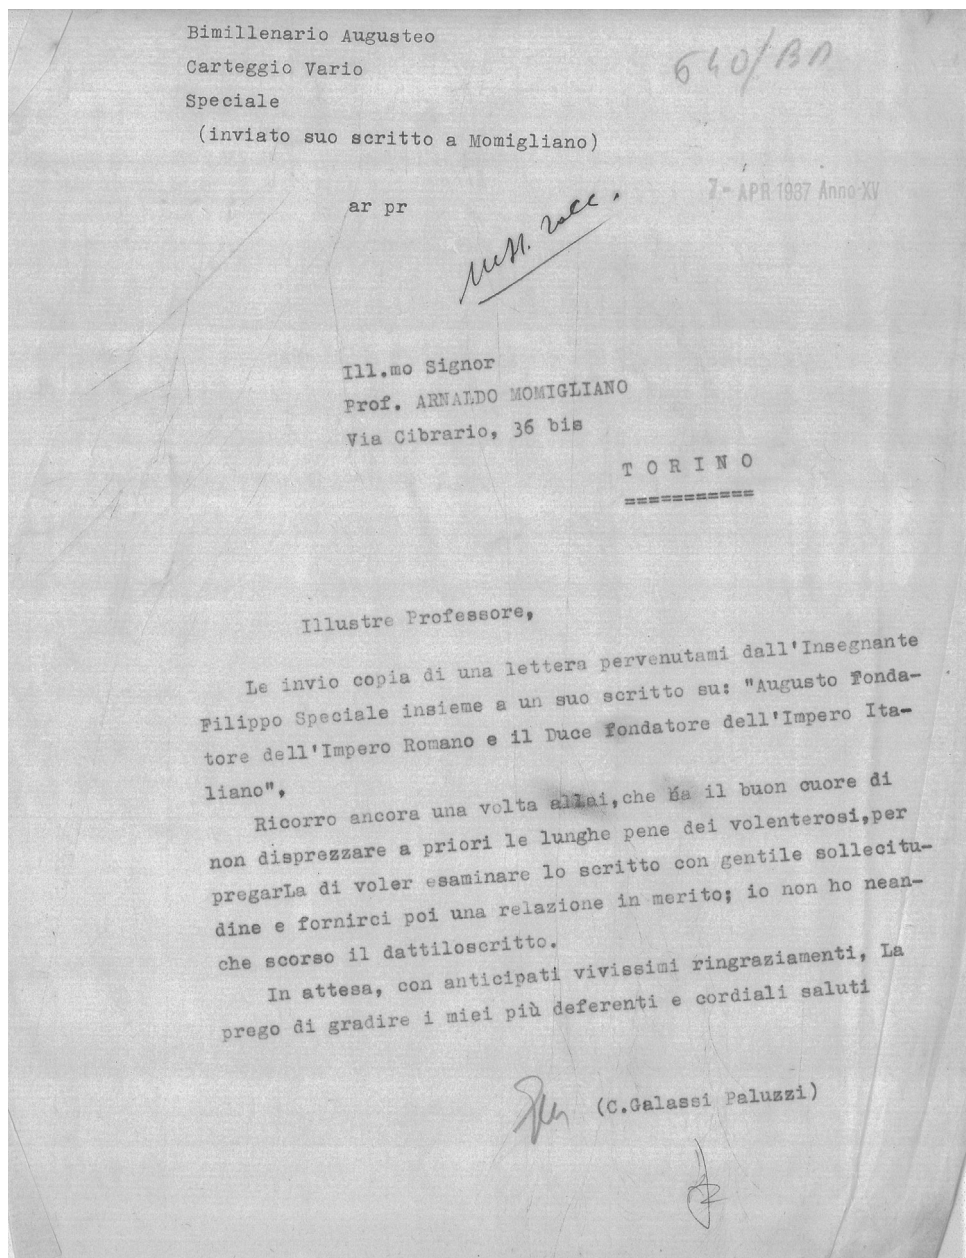 Bimillenario Augusteo
640/BA
Carteggio Vario
Speciale
(inviato suo scritto a Momigliano)
7 - APR 1937 Anno XV
ar pr
racc.
Ill.mo Signor
Prof. ARNALDO MOMIGLIANO
Via Cibrario, 36 bis
T O R I N O
===========
Illustre Professore,
Le invio copia di una lettera pervenutami dall'Insegnante
Filippo Speciale insieme a un suo scritto su: "Augusto fonda-
tore dell'Impero Romano e il Duce fondatore dell'Impero Ita-
liano",
Ricorro ancora una volta a lei, che ha il buon cuore di
non disprezzare a priori le lunghe pene dei volenterosi,per
pregarLa di voler esaminare lo scritto con gentile sollecitu-
dine e fornirci poi una relazione in merito; io non ho nean-
che scorso il dattiloscritto.
In attesa, con anticipati vivissimi ringraziamenti, La
prego di gradire i miei più deferenti e cordiali saluti
(C.Galassi Paluzzi)